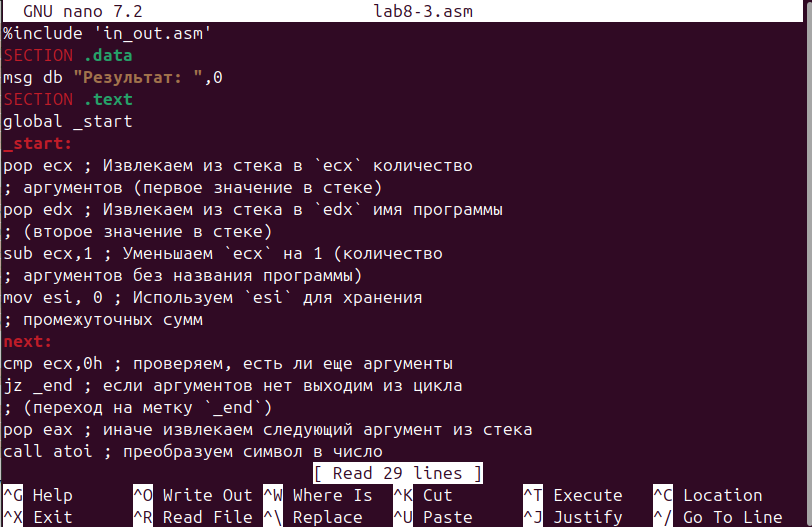 GNU nano 7.2 lab8-3.asm
%include 'in_out.asm'
SECTION .data
msg db "Результат: ",0
SECTION .text
global _start
_start:
pop ecx ; Извлекаем из стека в `ecx` количество
; аргументов (первое значение в стеке)
pop edx ; Извлекаем из стека в `edx` имя программы
; (второе значение в стеке)
sub ecx,1 ; Уменьшаем `ecx` на 1 (количество
; аргументов без названия программы)
mov esi, 0 ; Используем `esi` для хранения
; промежуточных сумм
next:
cmp ecx,0h ; проверяем, есть ли еще аргументы
jz _end ; если аргументов нет выходим из цикла
; (переход на метку `_end`)
pop eax ; иначе извлекаем следующий аргумент из стека
call atoi ; преобразуем символ в число
[ Read 29 lines ]
^G Help ^O Write Out ^W Where Is ^K Cut ^T Execute ^C Location
^X Exit ^R Read File ^\ Replace ^U Paste ^J Justify ^/ Go To Line